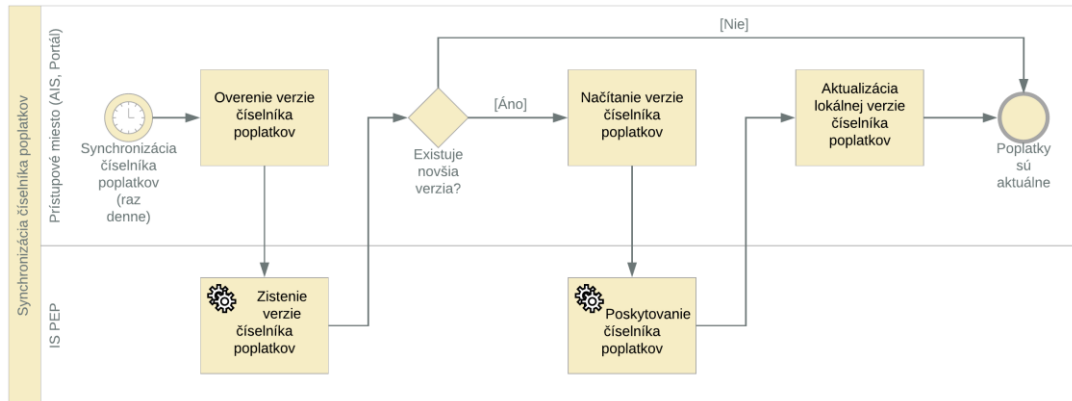 Synchronizácia číselníka poplatkov
Prístupové miesto (AIS, Portál)
Synchronizácia
číselníka
poplatkov
(raz
denne)
Overenie verzie
číselníka
poplatkov
Existuje
novšia
verzia?
[Nie]
[Áno]
Načítanie verzie
číselníka
poplatkov
Aktualizácia
lokálnej verzie
číselníka
poplatkov
Poplatky
sú
aktuálne
IS PEP
Zistenie
verzie
číselníka
poplatkov
Poskytovanie
číselníka
poplatkov